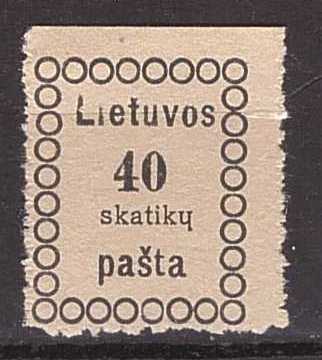 Lietuvos
40
skatikų
pašta